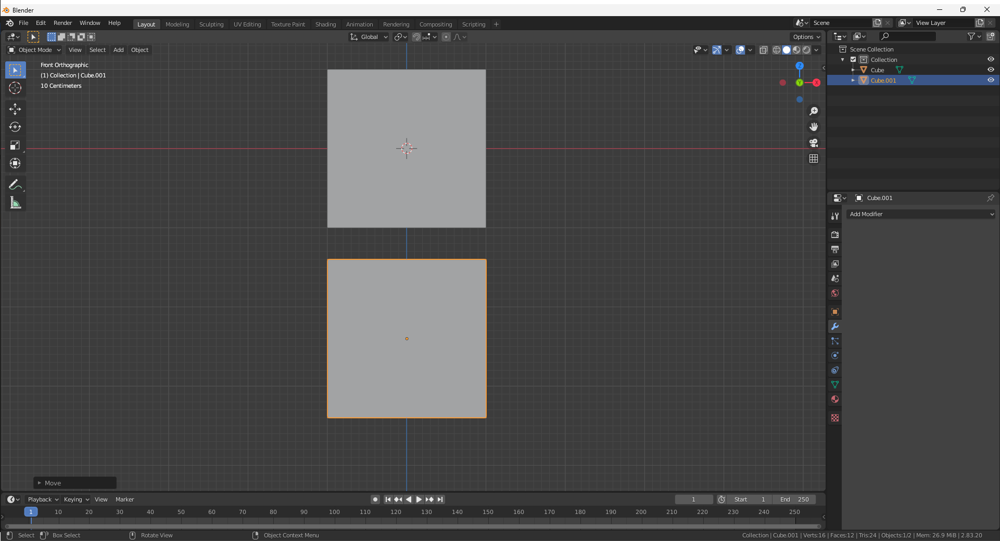 Blender
File Edit Render Window Help Layout Modeling Sculpting UV Editing Texture Paint Shading Animation Rendering Compositing Scripting + Scene View Layer
Global Options
Object Mode View Select Add Object
Front Orthographic
(1) Collection | Cube.001
10 Centimeters
Z
Y X
Scene Collection
Collection
Cube
Cube.001
Cube.001
Add Modifier
Move
Playback Keying View Marker 1 Start 1 End 250
1 10 20 30 40 50 60 70 80 90 100 110 120 130 140 150 160 170 180 190 200 210 220 230 240 250
Select Box Select Rotate View Object Context Menu Collection | Cube.001 | Verts:16 | Faces:12 | Tris:24 | Objects:1/2 | Mem: 26.9 MiB | 2.83.20